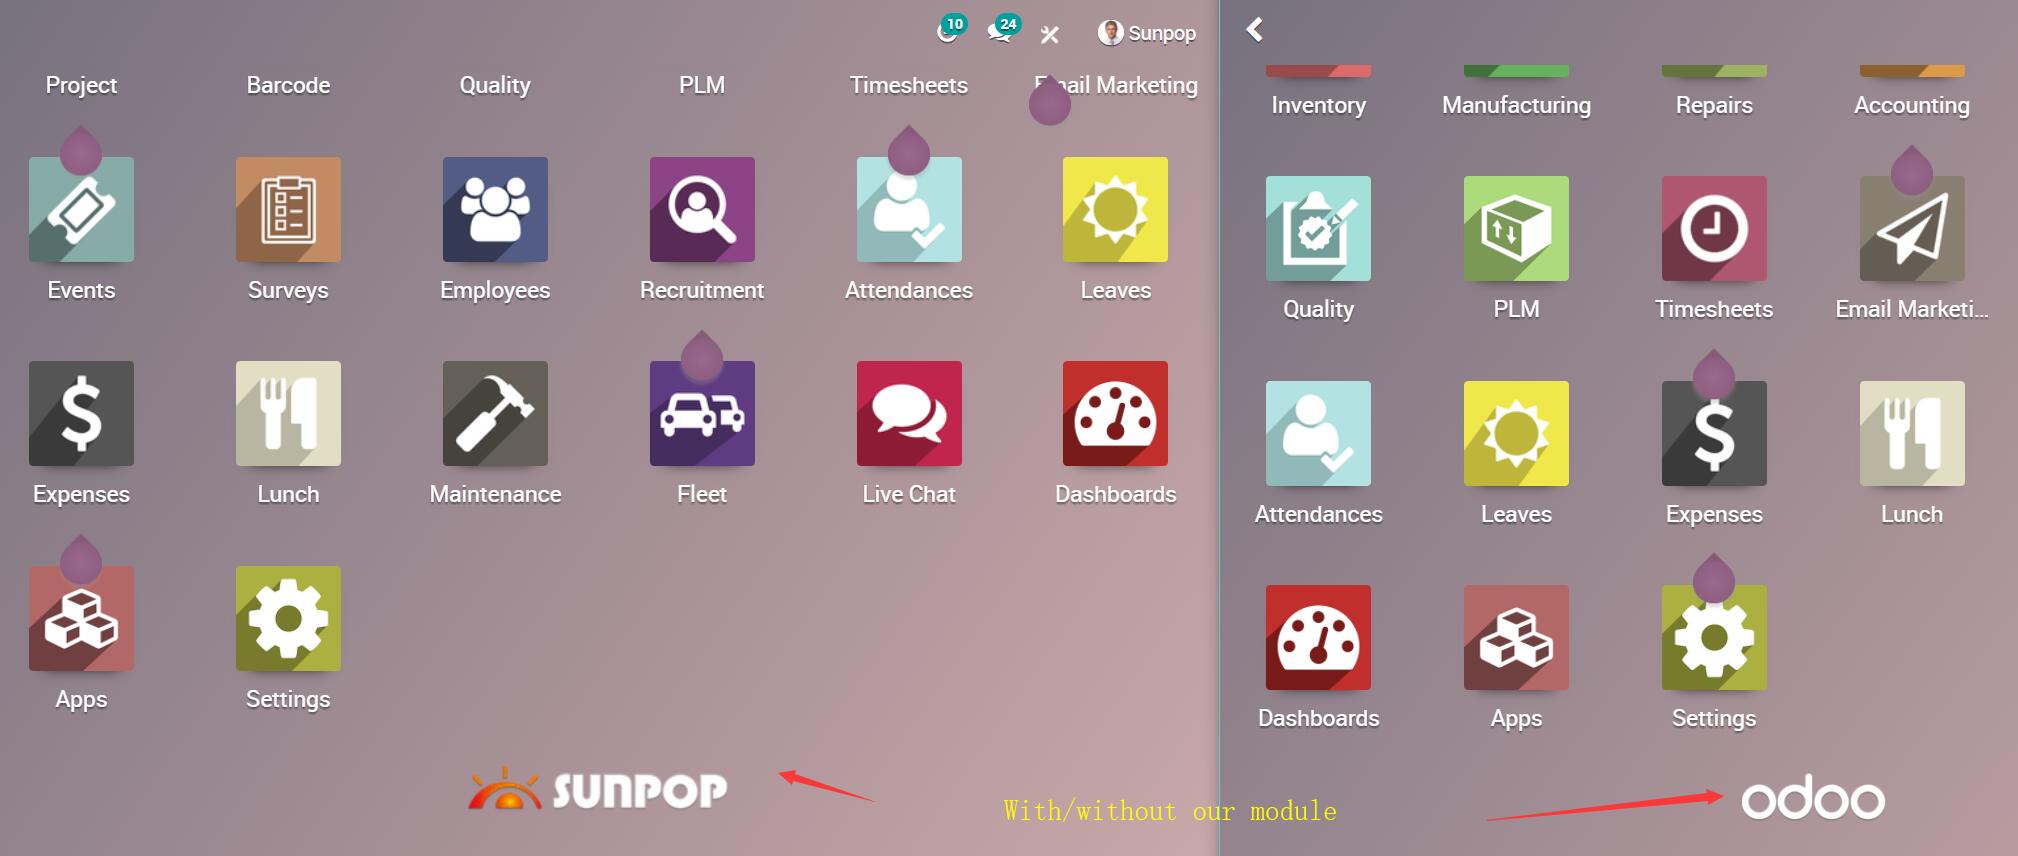 10 24 Sunpop
Project Barcode Quality PLM Timesheets Email Marketing
Events Surveys Employees Recruitment Attendances Leaves
Expenses Lunch Maintenance Fleet Live Chat Dashboards
Apps Settings
SUNPOP
Inventory Manufacturing Repairs Accounting
Quality PLM Timesheets Email Marketi...
Attendances Leaves Expenses Lunch
Dashboards Apps Settings
odoo
With/without our module